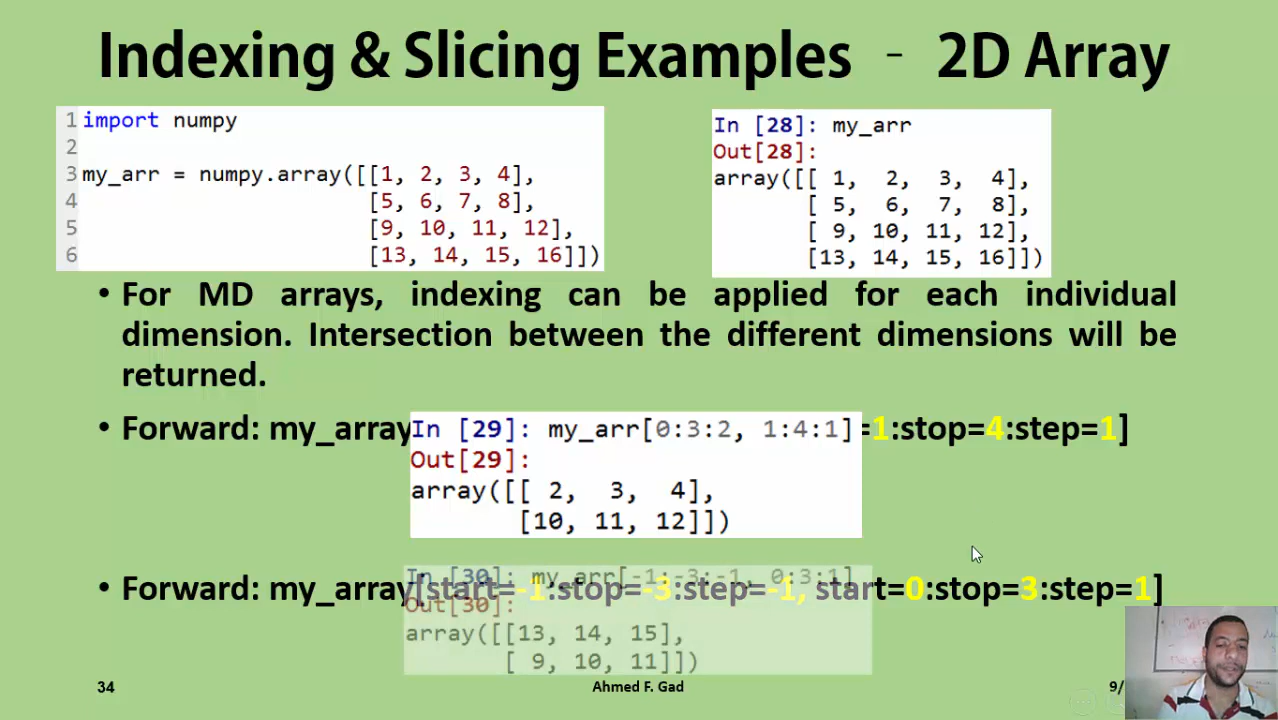 Indexing & Slicing Examples - 2D Array
1 import numpy
2
3 my_arr = numpy.array([[1, 2, 3, 4],
4 [5, 6, 7, 8],
5 [9, 10, 11, 12],
6 [13, 14, 15, 16]])
In [28]: my_arr
Out[28]:
array([[ 1, 2, 3, 4],
[ 5, 6, 7, 8],
[ 9, 10, 11, 12],
[13, 14, 15, 16]])
• For MD arrays, indexing can be applied for each individual
dimension. Intersection between the different dimensions will be
returned.
• Forward: my_array =1:stop=4:step=1]
In [29]: my_arr[0:3:2, 1:4:1]
Out[29]:
array([[ 2, 3, 4],
[10, 11, 12]])
• Forward: my_array[start=-1:stop=-3:step=-1, start=0:stop=3:step=1]
In [30]: my_arr[-1:-3:-1, 0:3:1]
Out[30]:
array([[13, 14, 15],
[ 9, 10, 11]])
34
Ahmed F. Gad
9/